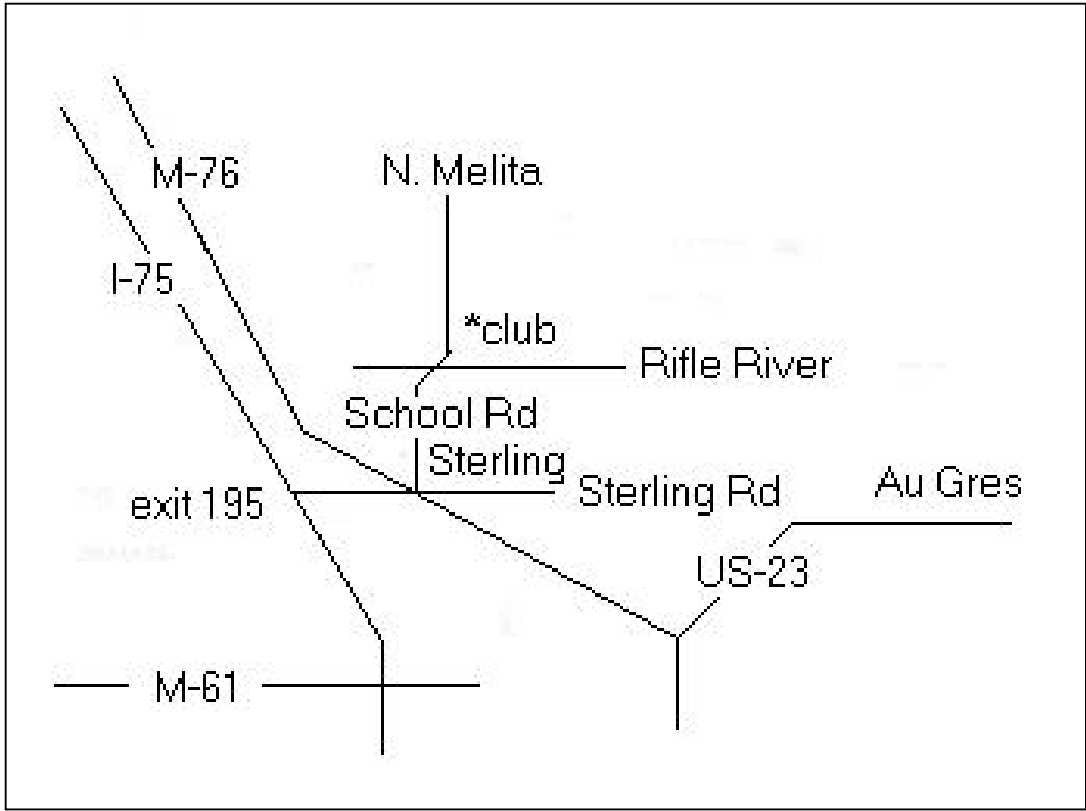 M-76
N. Melita
I-75
*club
Rifle River
School Rd
Sterling
Sterling Rd
Au Gres
exit 195
US-23
M-61